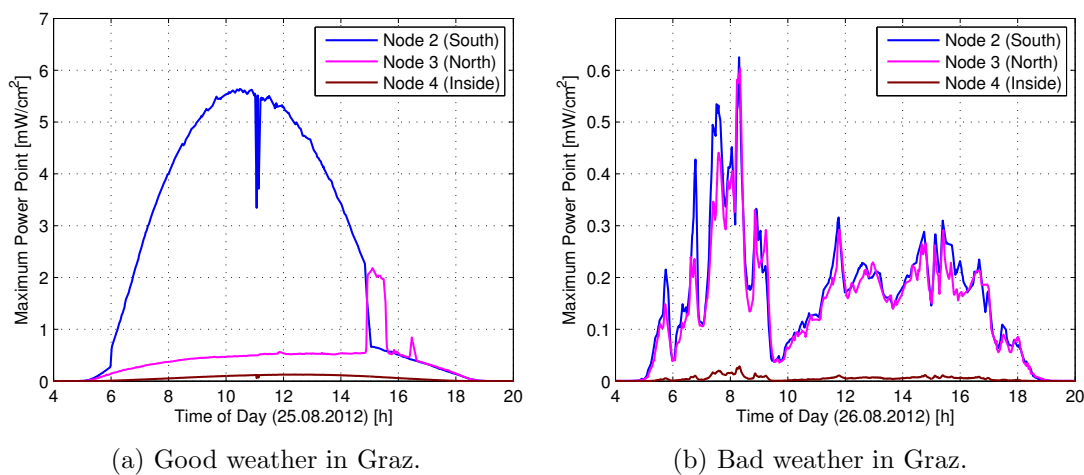 7
6
5
4
3
2
1
0
Maximum Power Point [mW/cm²]
Node 2 (South)
Node 3 (North)
Node 4 (Inside)
4 6 8 10 12 14 16 18 20
Time of Day (25.08.2012) [h]
(a) Good weather in Graz.
0.6
0.5
0.4
0.3
0.2
0.1
0
Maximum Power Point [mW/cm²]
Node 2 (South)
Node 3 (North)
Node 4 (Inside)
4 6 8 10 12 14 16 18 20
Time of Day (26.08.2012) [h]
(b) Bad weather in Graz.